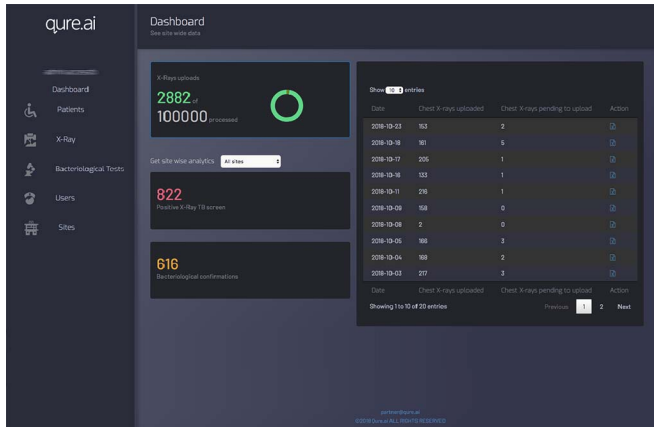 qure.ai
Dashboard
See site wide data
Dashboard
Patients
X-Ray
Bacteriological Tests
Users
Sites
X-Rays uploads
2882 of
100000 processed
Get site wise analytics All sites
822
Positive X-Ray TB screen
616
Bacteriological confirmations
Show 10 entries
Date Chest X-rays uploaded Chest X-rays pending to upload Action
2018-10-23 153 2
2018-10-18 161 5
2018-10-17 205 1
2018-10-16 133 1
2018-10-11 216 1
2018-10-09 158 0
2018-10-08 2 0
2018-10-05 3
2018-10-04 2
2018-10-03 217 3
Date Chest X-rays uploaded Chest X-rays pending to upload Action
Showing 1 to 10 of 20 entries Previous 1 2 Next
partner@qure.ai
Qure.ai ALL RIGHTS RESERVED